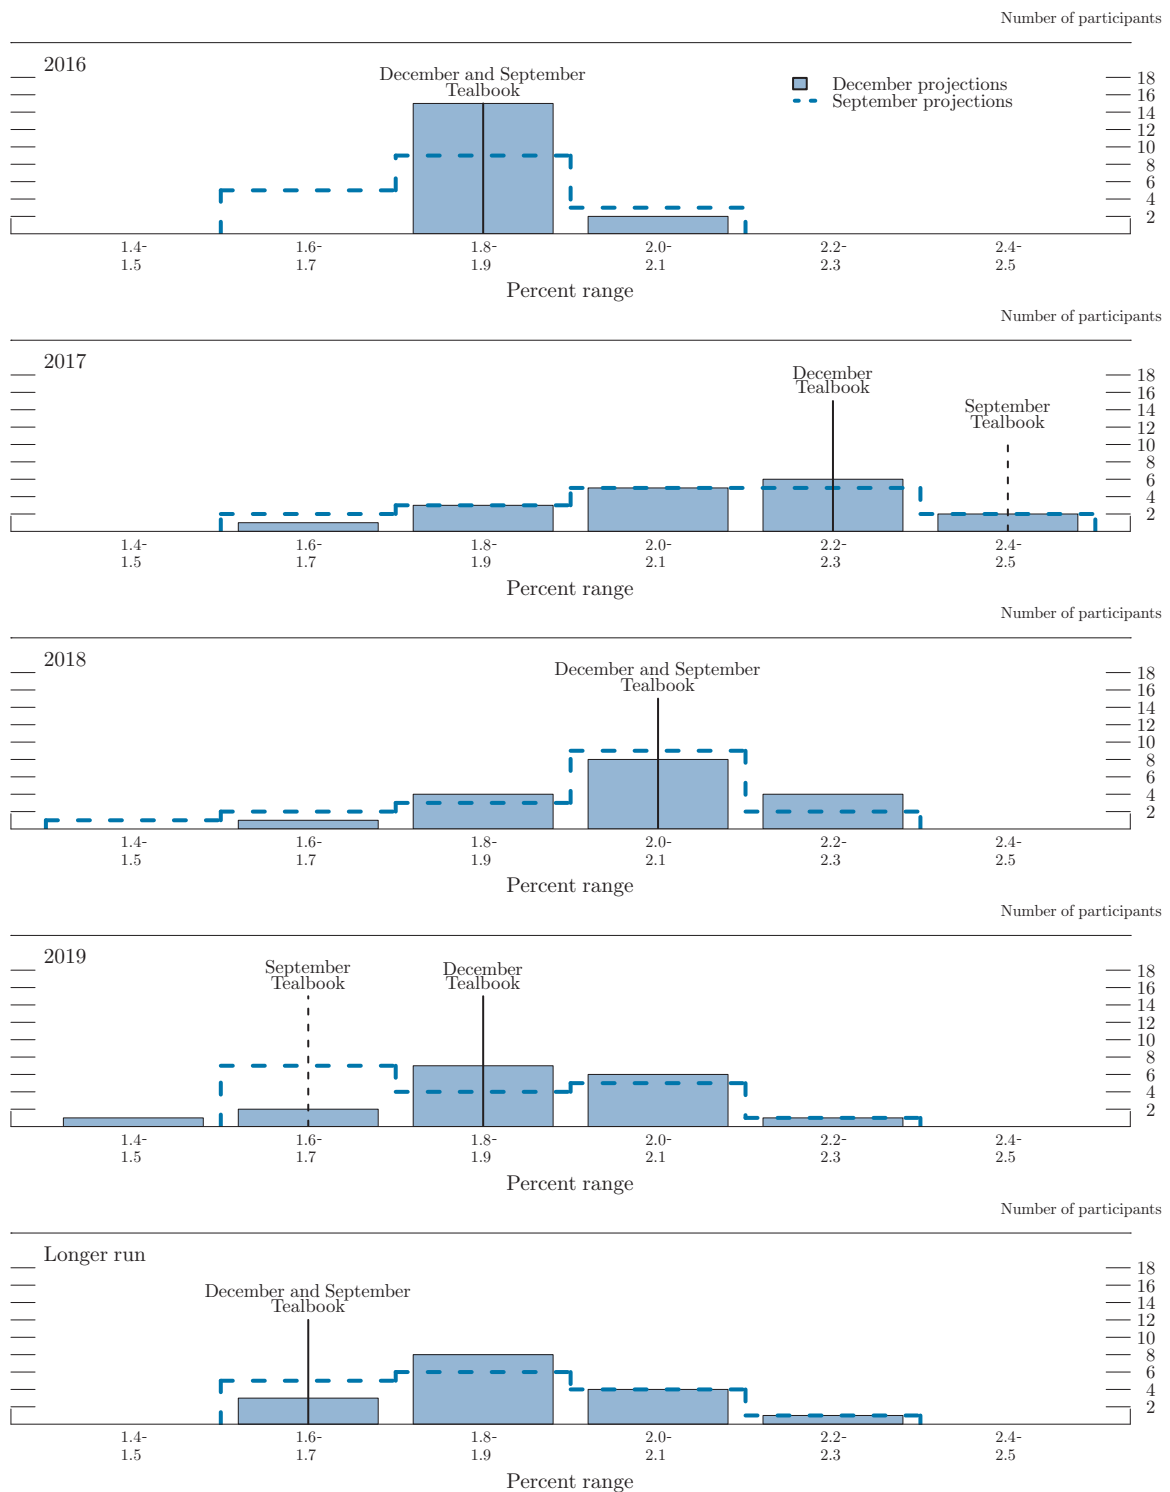 Number of participants
2016
December and September
Tealbook
December projections
September projections
18
16
14
12
10
8
6
4
2
1.4- 1.6- 1.8- 2.0- 2.2- 2.4-
1.5 1.7 1.9 2.1 2.3 2.5
Percent range
Number of participants
2017
December
Tealbook
September
Tealbook
18
16
14
12
10
8
6
4
2
1.4- 1.6- 1.8- 2.0- 2.2- 2.4-
1.5 1.7 1.9 2.1 2.3 2.5
Percent range
Number of participants
2018
December and September
Tealbook
18
16
14
12
10
8
6
4
2
1.4- 1.6- 1.8- 2.0- 2.2- 2.4-
1.5 1.7 1.9 2.1 2.3 2.5
Percent range
Number of participants
2019
September
Tealbook
December
Tealbook
18
16
14
12
10
8
6
4
2
1.4- 1.6- 1.8- 2.0- 2.2- 2.4-
1.5 1.7 1.9 2.1 2.3 2.5
Percent range
Number of participants
Longer run
December and September
Tealbook
18
16
14
12
10
8
6
4
2
1.4- 1.6- 1.8- 2.0- 2.2- 2.4-
1.5 1.7 1.9 2.1 2.3 2.5
Percent range